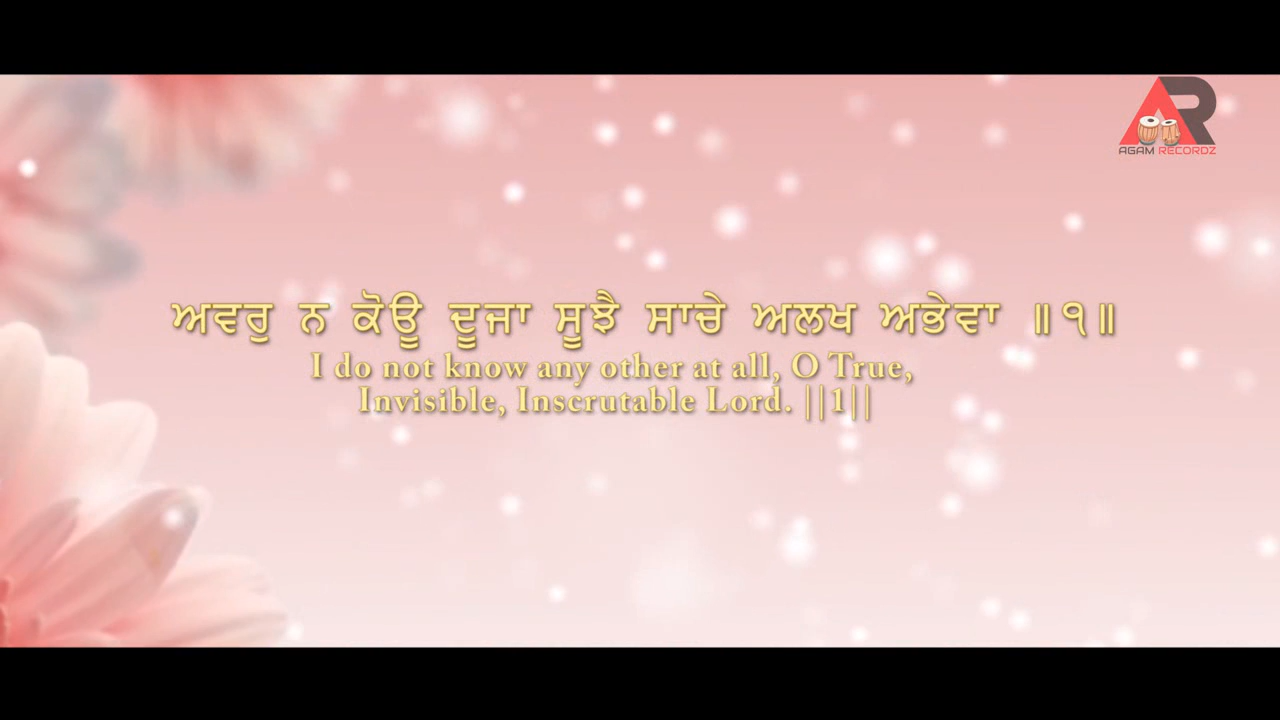 AGAM RECORDZ
ਅਵਰੁ ਨ ਕੋਊ ਦੂਜਾ ਸੂਝੈ ਸਾਚੇ ਅਲਖ ਅਭੇਵਾ ॥੧॥
I do not know any other at all, O True,
Invisible, Inscrutable Lord. ||1||